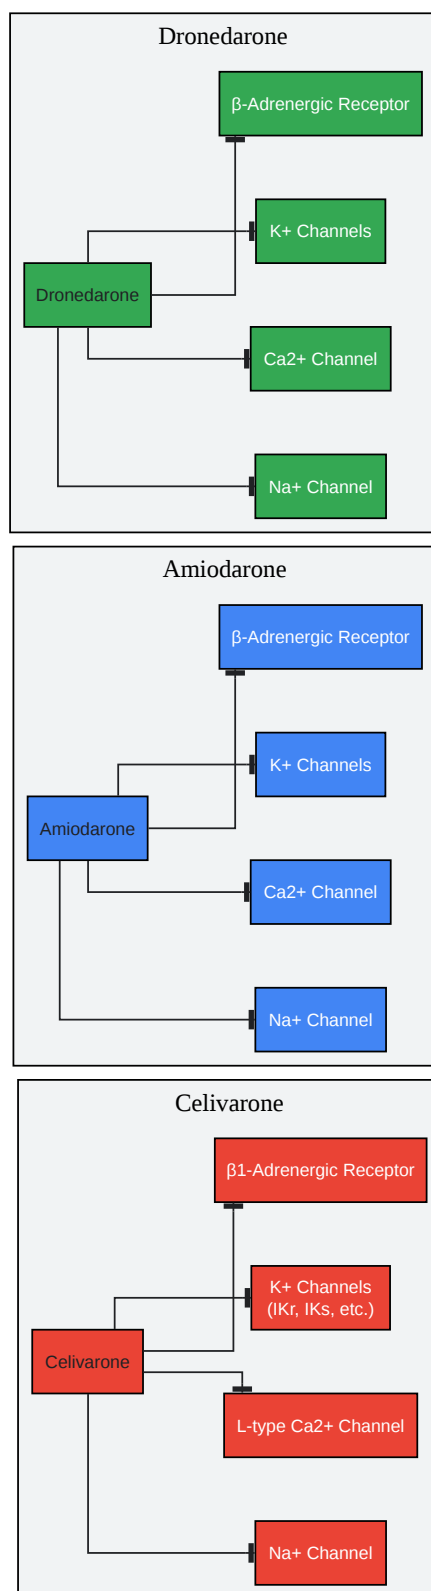 Dronedarone
β-Adrenergic Receptor
K+ Channels
Dronedarone
Ca2+ Channel
Na+ Channel
Amiodarone
β-Adrenergic Receptor
K+ Channels
Amiodarone
Ca2+ Channel
Na+ Channel
Celivarone
β1-Adrenergic Receptor
K+ Channels
(IKr, IKs, etc.)
Celivarone
L-type Ca2+ Channel
Na+ Channel